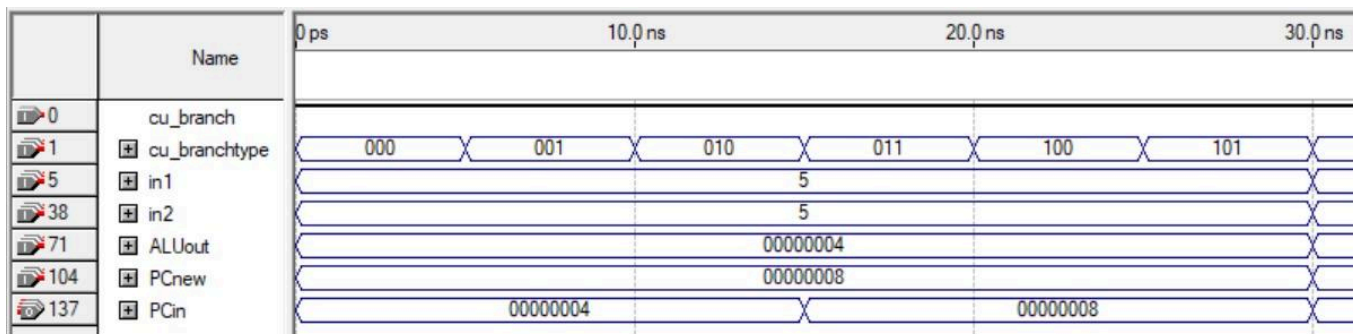 Name 0 ps 10.0 ns 20.0 ns 30.0 ns
0 cu_branch
1 cu_branchtype 000 001 010 011 100 101
5 in1 5
38 in2 5
71 ALUout 00000004
104 PCnew 00000008
137 PCin 00000004 00000008